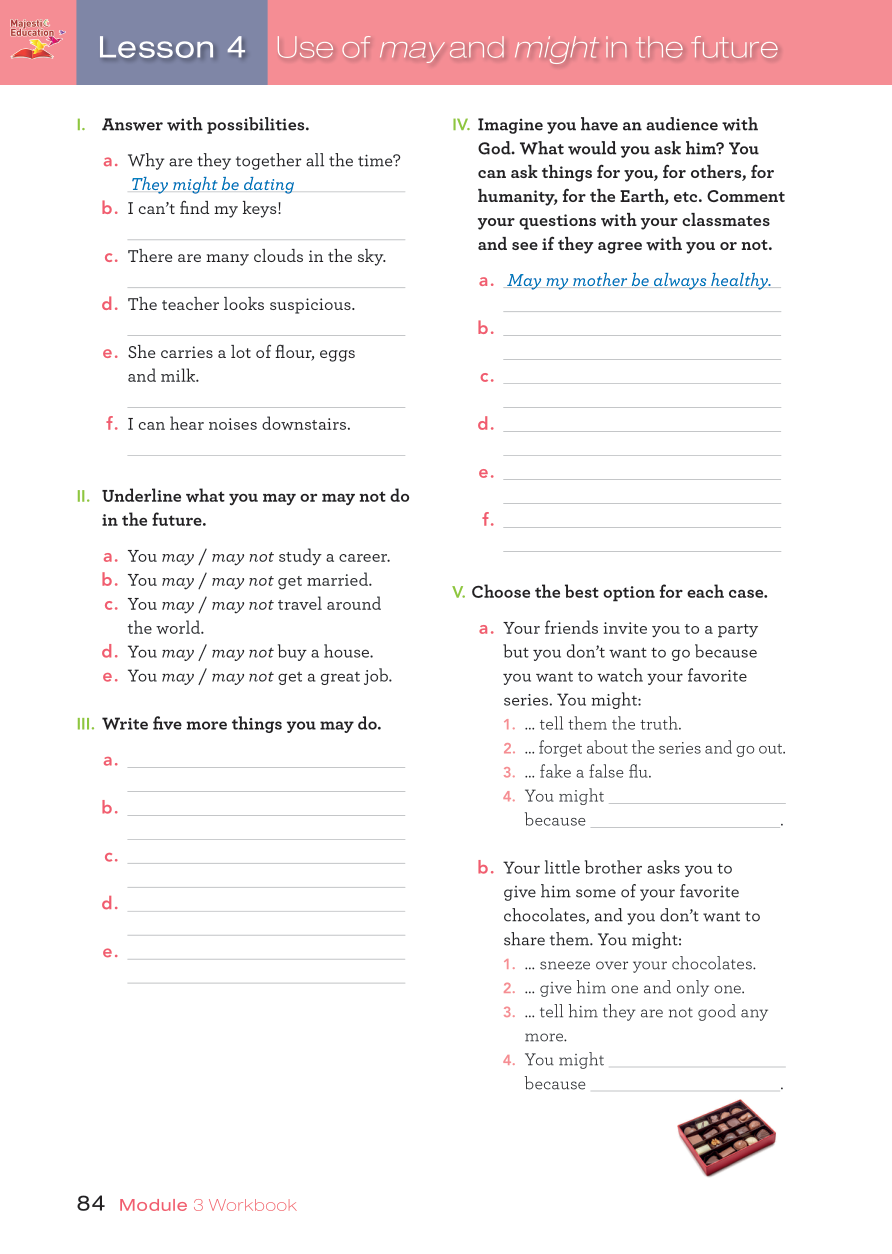 Majestic
Education
Lesson 4
Use of may and might in the future
I. Answer with possibilities.
a. Why are they together all the time?
They might be dating
b. I can't find my keys!
c. There are many clouds in the sky.
d. The teacher looks suspicious.
e. She carries a lot of flour, eggs
and milk.
f. I can hear noises downstairs.
II. Underline what you may or may not do
in the future.
a. You may / may not study a career.
b. You may / may not get married.
c. You may / may not travel around
the world.
d. You may / may not buy a house.
e. You may / may not get a great job.
III. Write five more things you may do.
a.
b.
c.
d.
e.
IV. Imagine you have an audience with
God. What would you ask him? You
can ask things for you, for others, for
humanity, for the Earth, etc. Comment
your questions with your classmates
and see if they agree with you or not.
a. May my mother be always healthy.
b.
c.
d.
e.
f.
V. Choose the best option for each case.
a. Your friends invite you to a party
but you don't want to go because
you want to watch your favorite
series. You might:
1. ... tell them the truth.
2. ... forget about the series and go out.
3. ... fake a false flu.
4. You might
because .
b. Your little brother asks you to
give him some of your favorite
chocolates, and you don't want to
share them. You might:
1. ... sneeze over your chocolates.
2. ... give him one and only one.
3. ... tell him they are not good any
more.
4. You might
because .
84 Module 3 Workbook